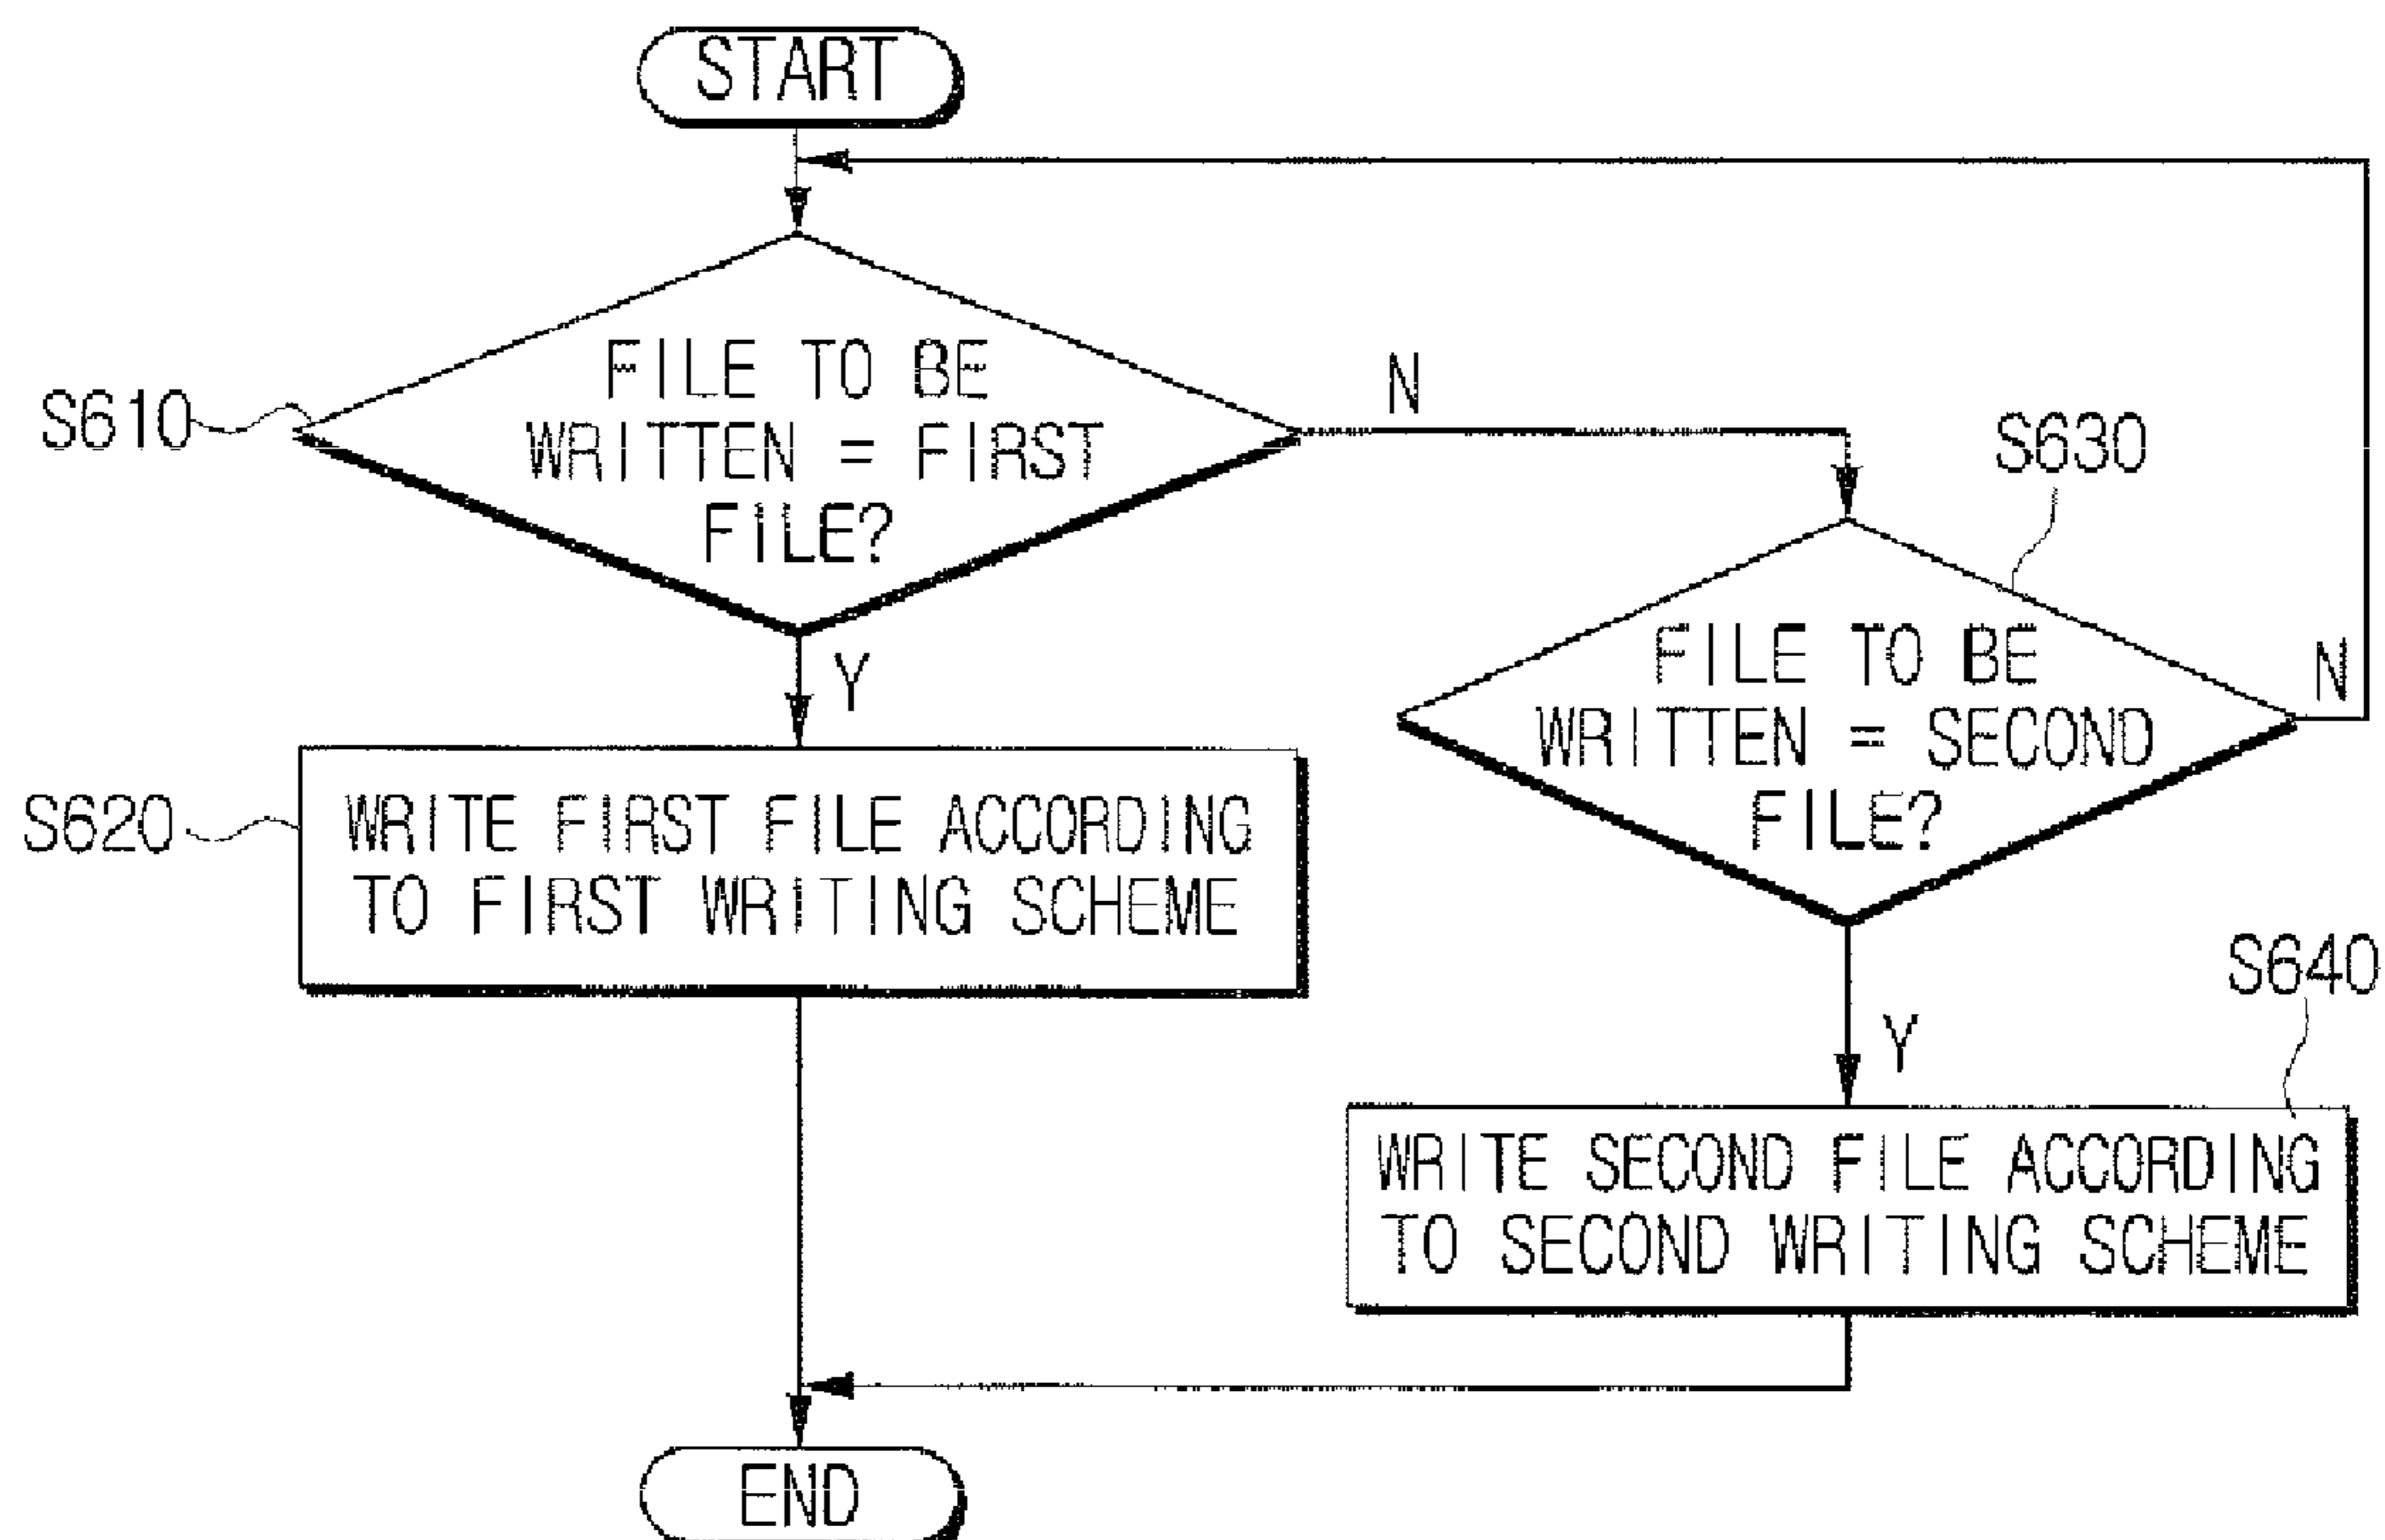 START
FILE TO BE
WRITTEN = FIRST
FILE?
S610
N
Y
S630
FILE TO BE
WRITTEN = SECOND
FILE?
N
S620
WRITE FIRST FILE ACCORDING
TO FIRST WRITING SCHEME
Y
S640
WRITE SECOND FILE ACCORDING
TO SECOND WRITING SCHEME
END